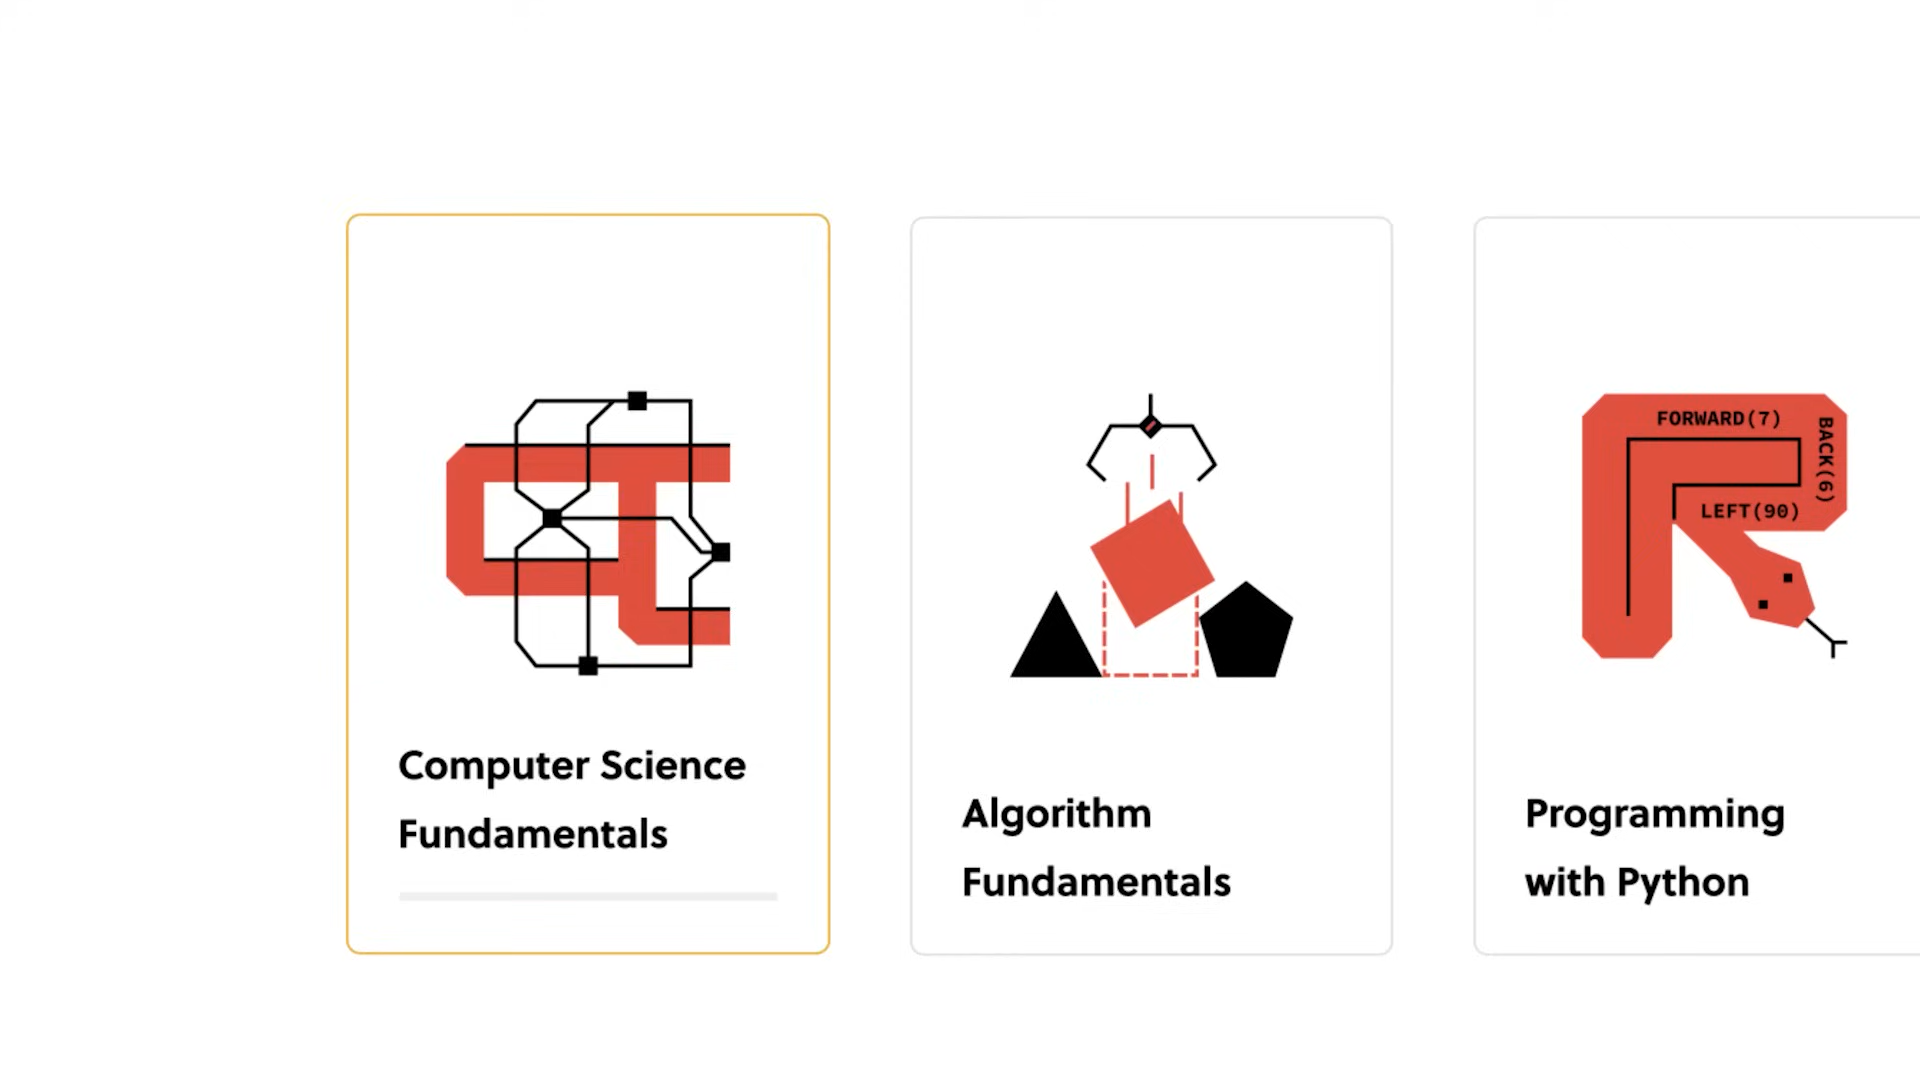 Computer Science
Fundamentals
Algorithm
Fundamentals
FORWARD(7)
BACK(6)
LEFT(90)
Programming
with Python